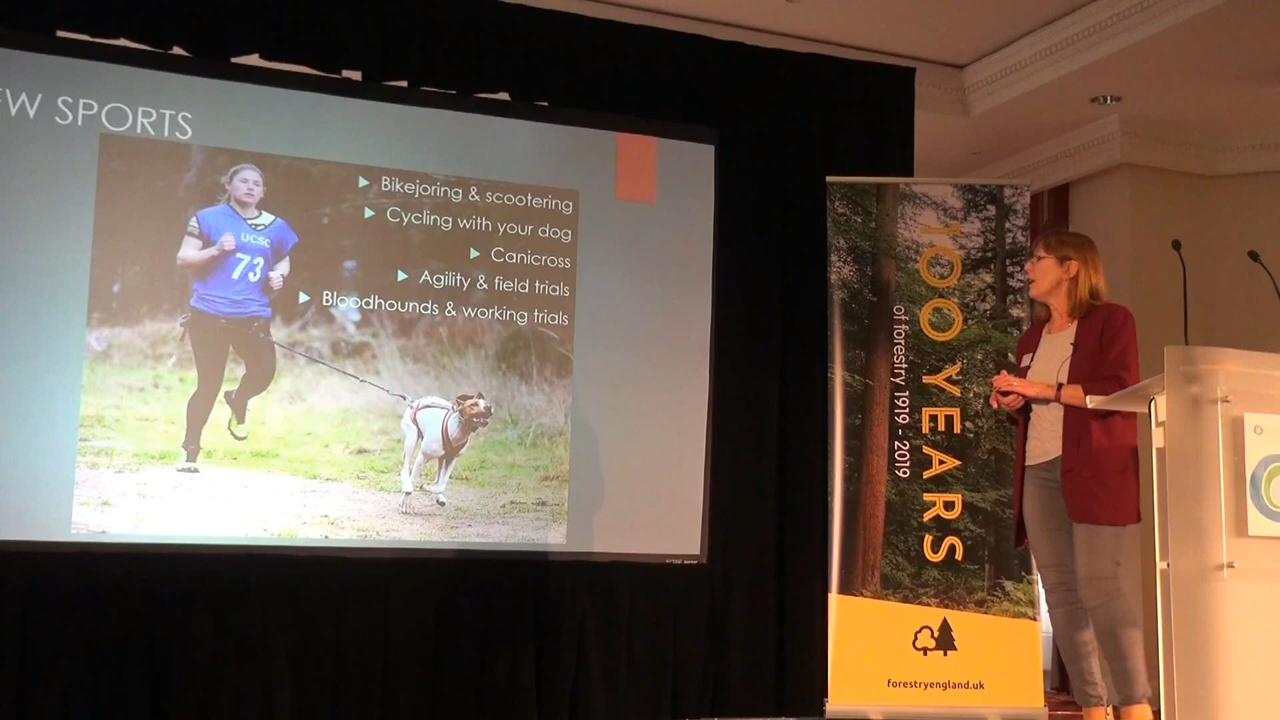 EW SPORTS
Bikejoring & scootering
Cycling with your dog
Canicross
Agility & field trials
Bloodhounds & working trials
UCSC
73
100 YEARS
of forestry 1919 - 2019
forestryengland.uk